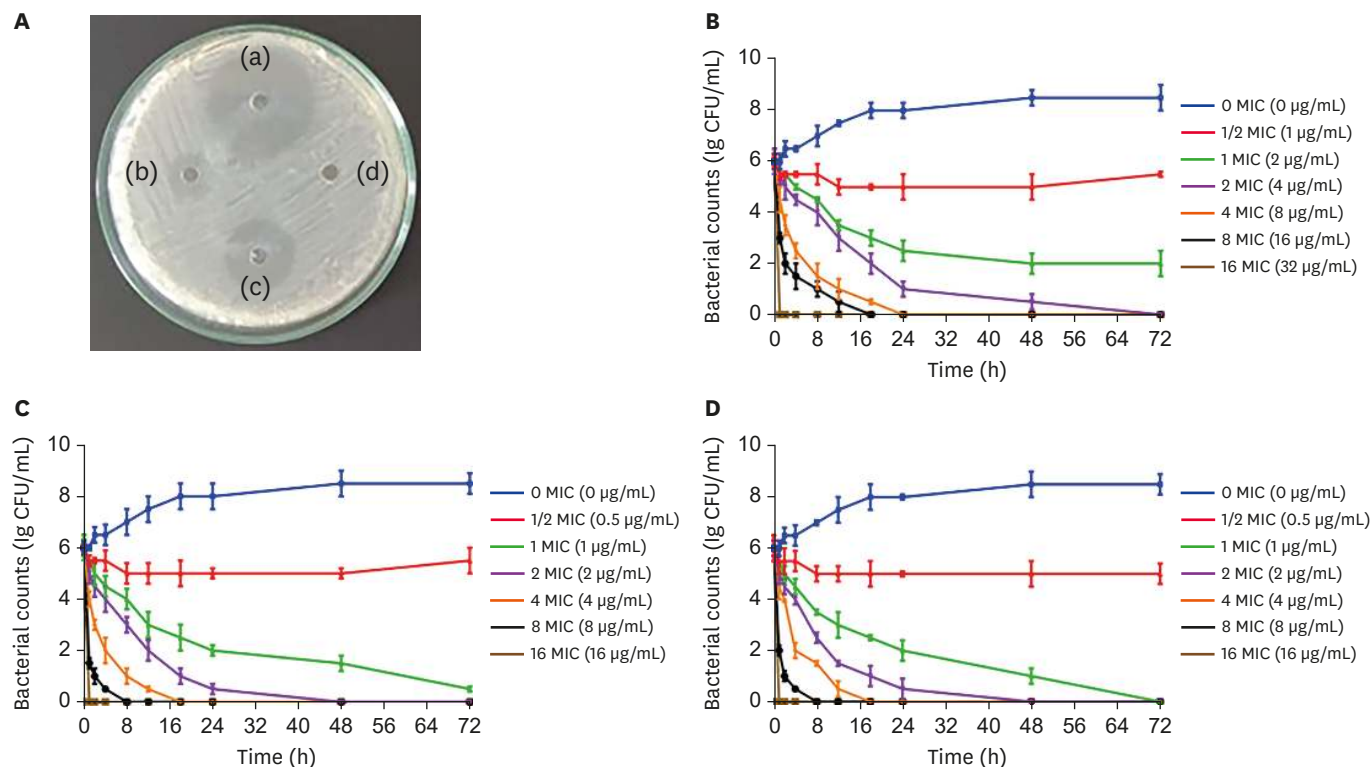 A
(a)
(b)
(d)
(c)
B
Bacterial counts (lg CFU/mL)
10
8
6
4
2
0
0 8 16 24 32 40 48 56 64 72
Time (h)
0 MIC (0 µg/mL)
1/2 MIC (1 µg/mL)
1 MIC (2 µg/mL)
2 MIC (4 µg/mL)
4 MIC (8 µg/mL)
8 MIC (16 µg/mL)
16 MIC (32 µg/mL)
C
Bacterial counts (lg CFU/mL)
10
8
6
4
2
0
0 8 16 24 32 40 48 56 64 72
Time (h)
0 MIC (0 µg/mL)
1/2 MIC (0.5 µg/mL)
1 MIC (1 µg/mL)
2 MIC (2 µg/mL)
4 MIC (4 µg/mL)
8 MIC (8 µg/mL)
16 MIC (16 µg/mL)
D
Bacterial counts (lg CFU/mL)
10
8
6
4
2
0
0 8 16 24 32 40 48 56 64 72
Time (h)
0 MIC (0 µg/mL)
1/2 MIC (0.5 µg/mL)
1 MIC (1 µg/mL)
2 MIC (2 µg/mL)
4 MIC (4 µg/mL)
8 MIC (8 µg/mL)
16 MIC (16 µg/mL)